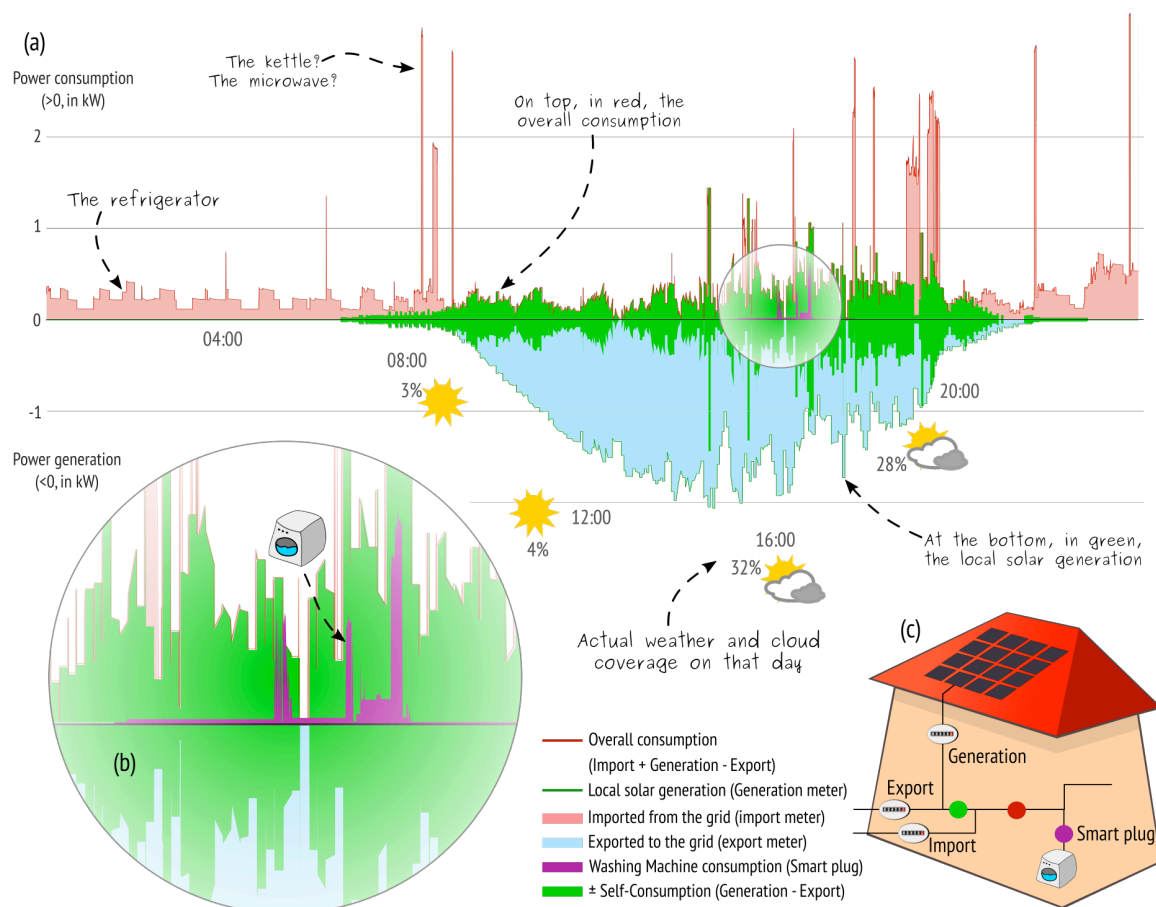 (a)
Power consumption
(>0, in kW)
The kettle?
The microwave?
On top, in red, the
overall consumption
The refrigerator
2
1
0
-1
04:00
08:00
3%
20:00
28%
Power generation
(<0, in kW)
12:00
4%
16:00
32%
At the bottom, in green,
the local solar generation
Actual weather and cloud
coverage on that day
(b)
Overall consumption
(Import + Generation - Export)
Local solar generation (Generation meter)
Imported from the grid (import meter)
Exported to the grid (export meter)
Washing Machine consumption (Smart plug)
± Self-Consumption (Generation - Export)
(c)
Generation
Export
Import
Smart plug